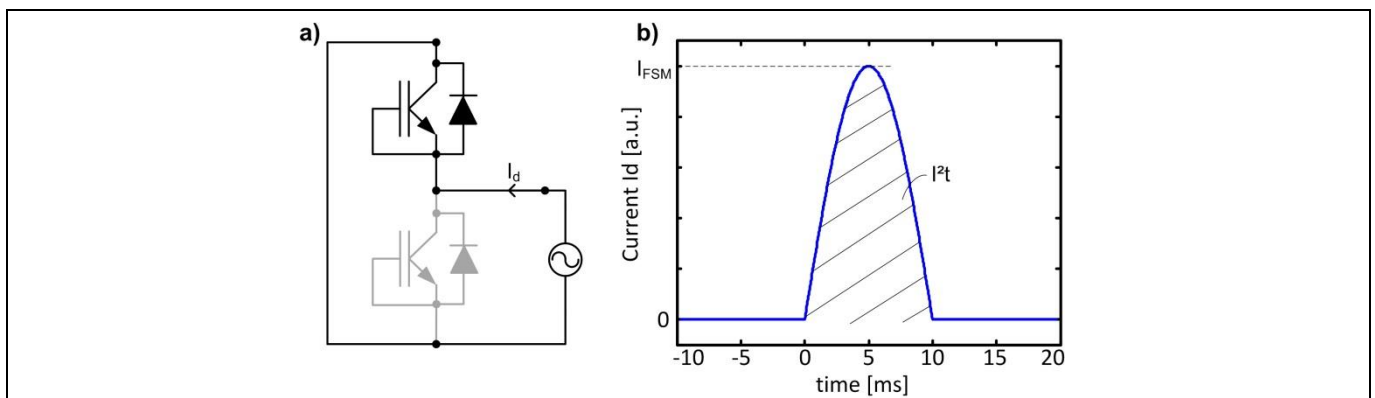 a)
I_d
b)
I_FSM
Current Id [a.u.]
0
I²t
-10 -5 0 5 10 15 20
time [ms]